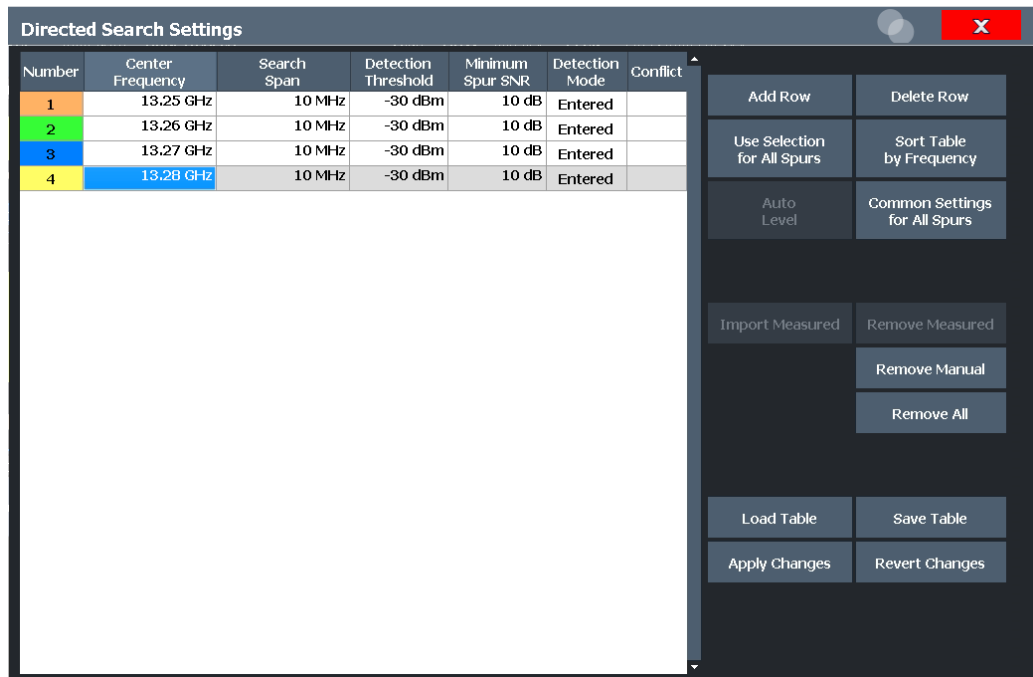 Directed Search Settings
X
Number Center Frequency Search Span Detection Threshold Minimum Spur SNR Detection Mode Conflict
1 13.25 GHz 10 MHz -30 dBm 10 dB Entered
2 13.26 GHz 10 MHz -30 dBm 10 dB Entered
3 13.27 GHz 10 MHz -30 dBm 10 dB Entered
4 13.28 GHz 10 MHz -30 dBm 10 dB Entered
Add Row Delete Row
Use Selection for All Spurs Sort Table by Frequency
Auto Level Common Settings for All Spurs
Import Measured Remove Measured
Remove Manual
Remove All
Load Table Save Table
Apply Changes Revert Changes